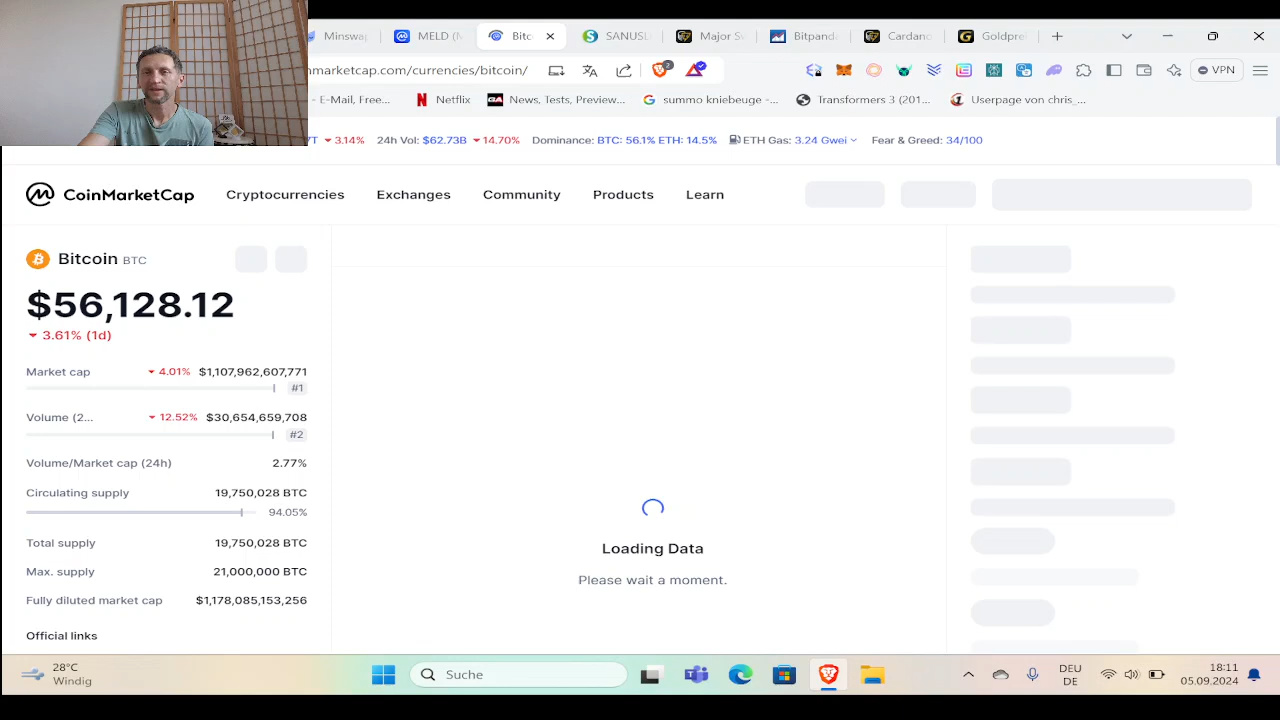 Minswap
MELD (M
Bitc
SANUSL
Major S
Bitpanda
Cardano
Goldprei
nmarketcap.com/currencies/bitcoin/
2
VPN
- E-Mail, Free...
Netflix
News, Tests, Preview...
summo kniebeuge -...
Transformers 3 (201...
Userpage von chris_...
3.14% 24h Vol: $62.73B 14.70% Dominance: BTC: 56.1% ETH: 14.5% ETH Gas: 3.24 Gwei Fear & Greed: 34/100
CoinMarketCap
Cryptocurrencies
Exchanges
Community
Products
Learn
Bitcoin BTC
$56,128.12
3.61% (1d)
Market cap 4.01% $1,107,962,607,771
#1
Volume (2... 12.52% $30,654,659,708
#2
Volume/Market cap (24h) 2.77%
Circulating supply 19,750,028 BTC
94.05%
Total supply 19,750,028 BTC
Max. supply 21,000,000 BTC
Fully diluted market cap $1,178,085,153,256
Official links
Loading Data
Please wait a moment.
28°C
Windig
Suche
DEU
DE
18:11
05.09.2024